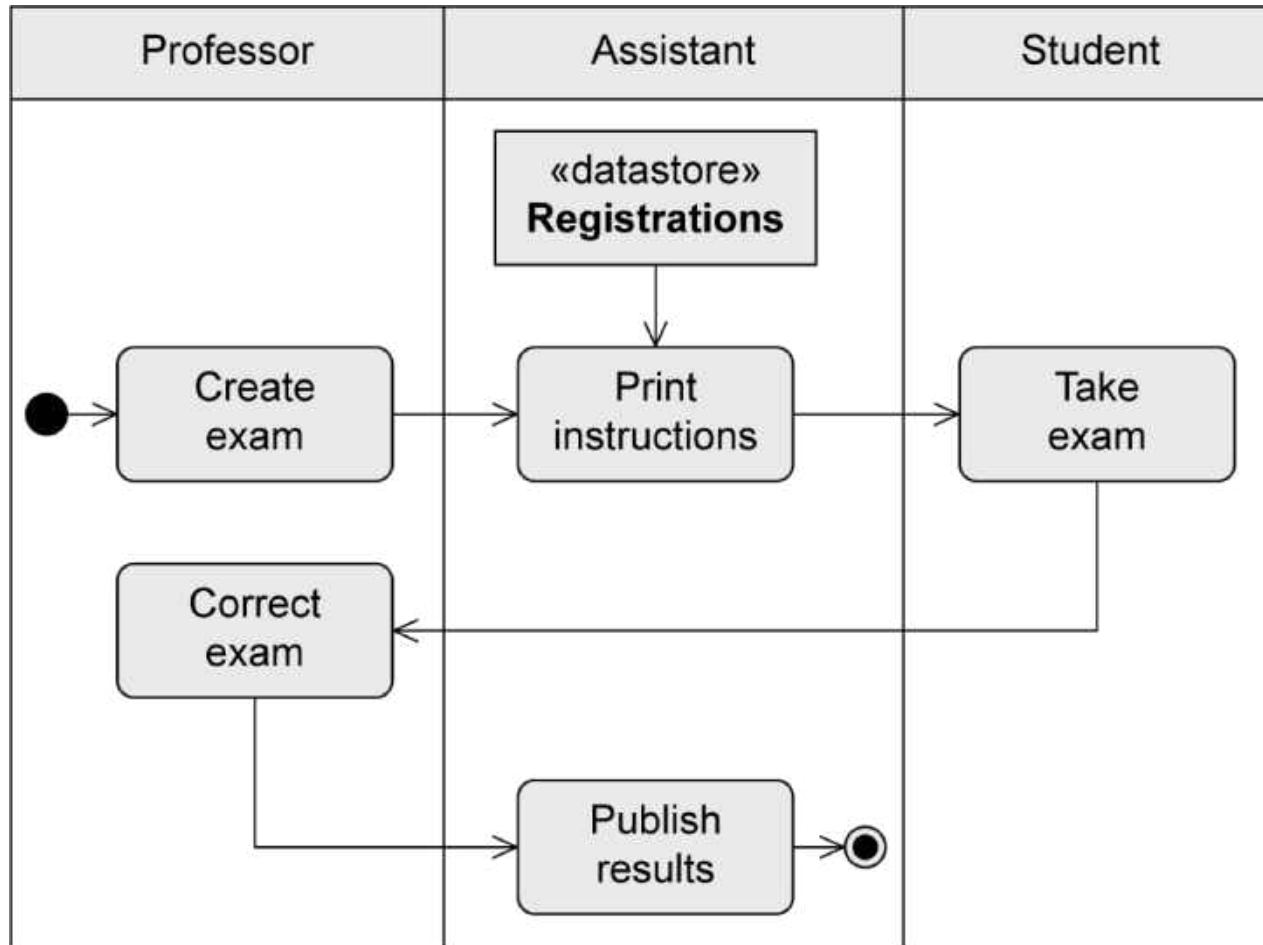 Professor
Assistant
Student
«datastore»
Registrations
Create
exam
Print
instructions
Take
exam
Correct
exam
Publish
results